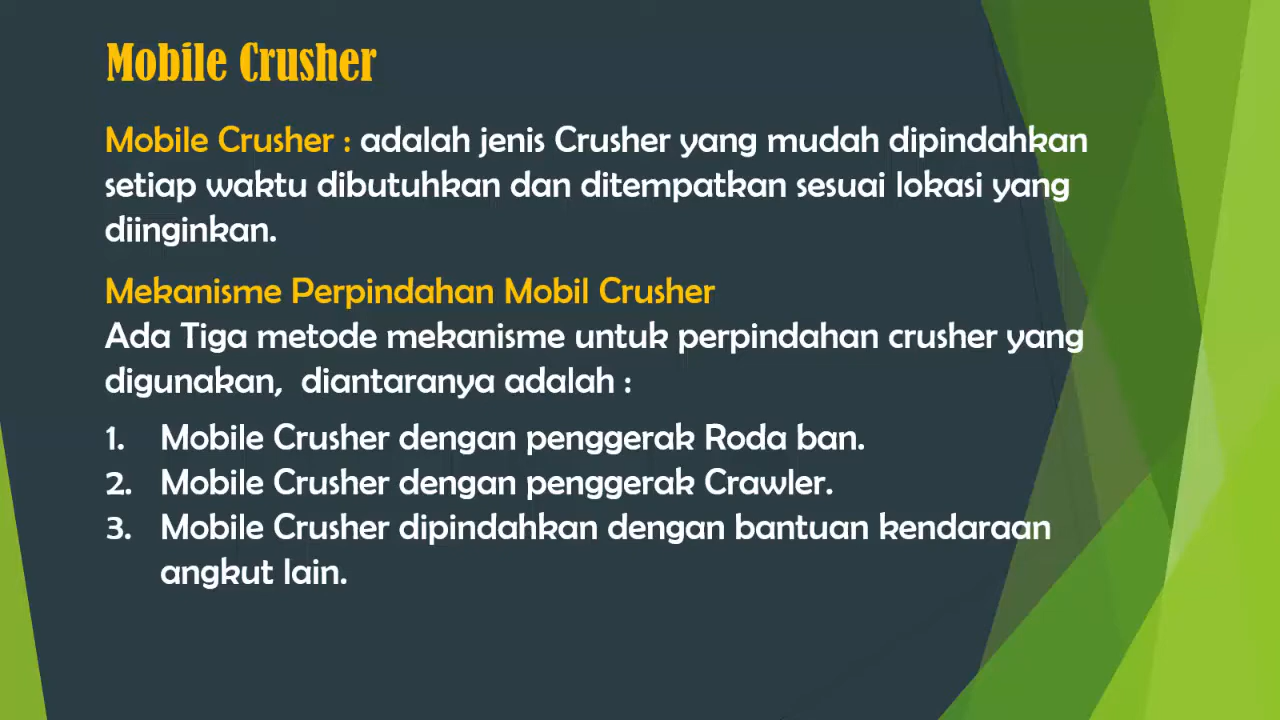 Mobile Crusher
Mobile Crusher : adalah jenis Crusher yang mudah dipindahkan
setiap waktu dibutuhkan dan ditempatkan sesuai lokasi yang
diinginkan.
Mekanisme Perpindahan Mobil Crusher
Ada Tiga metode mekanisme untuk perpindahan crusher yang
digunakan, diantaranya adalah :
1. Mobile Crusher dengan penggerak Roda ban.
2. Mobile Crusher dengan penggerak Crawler.
3. Mobile Crusher dipindahkan dengan bantuan kendaraan
angkut lain.